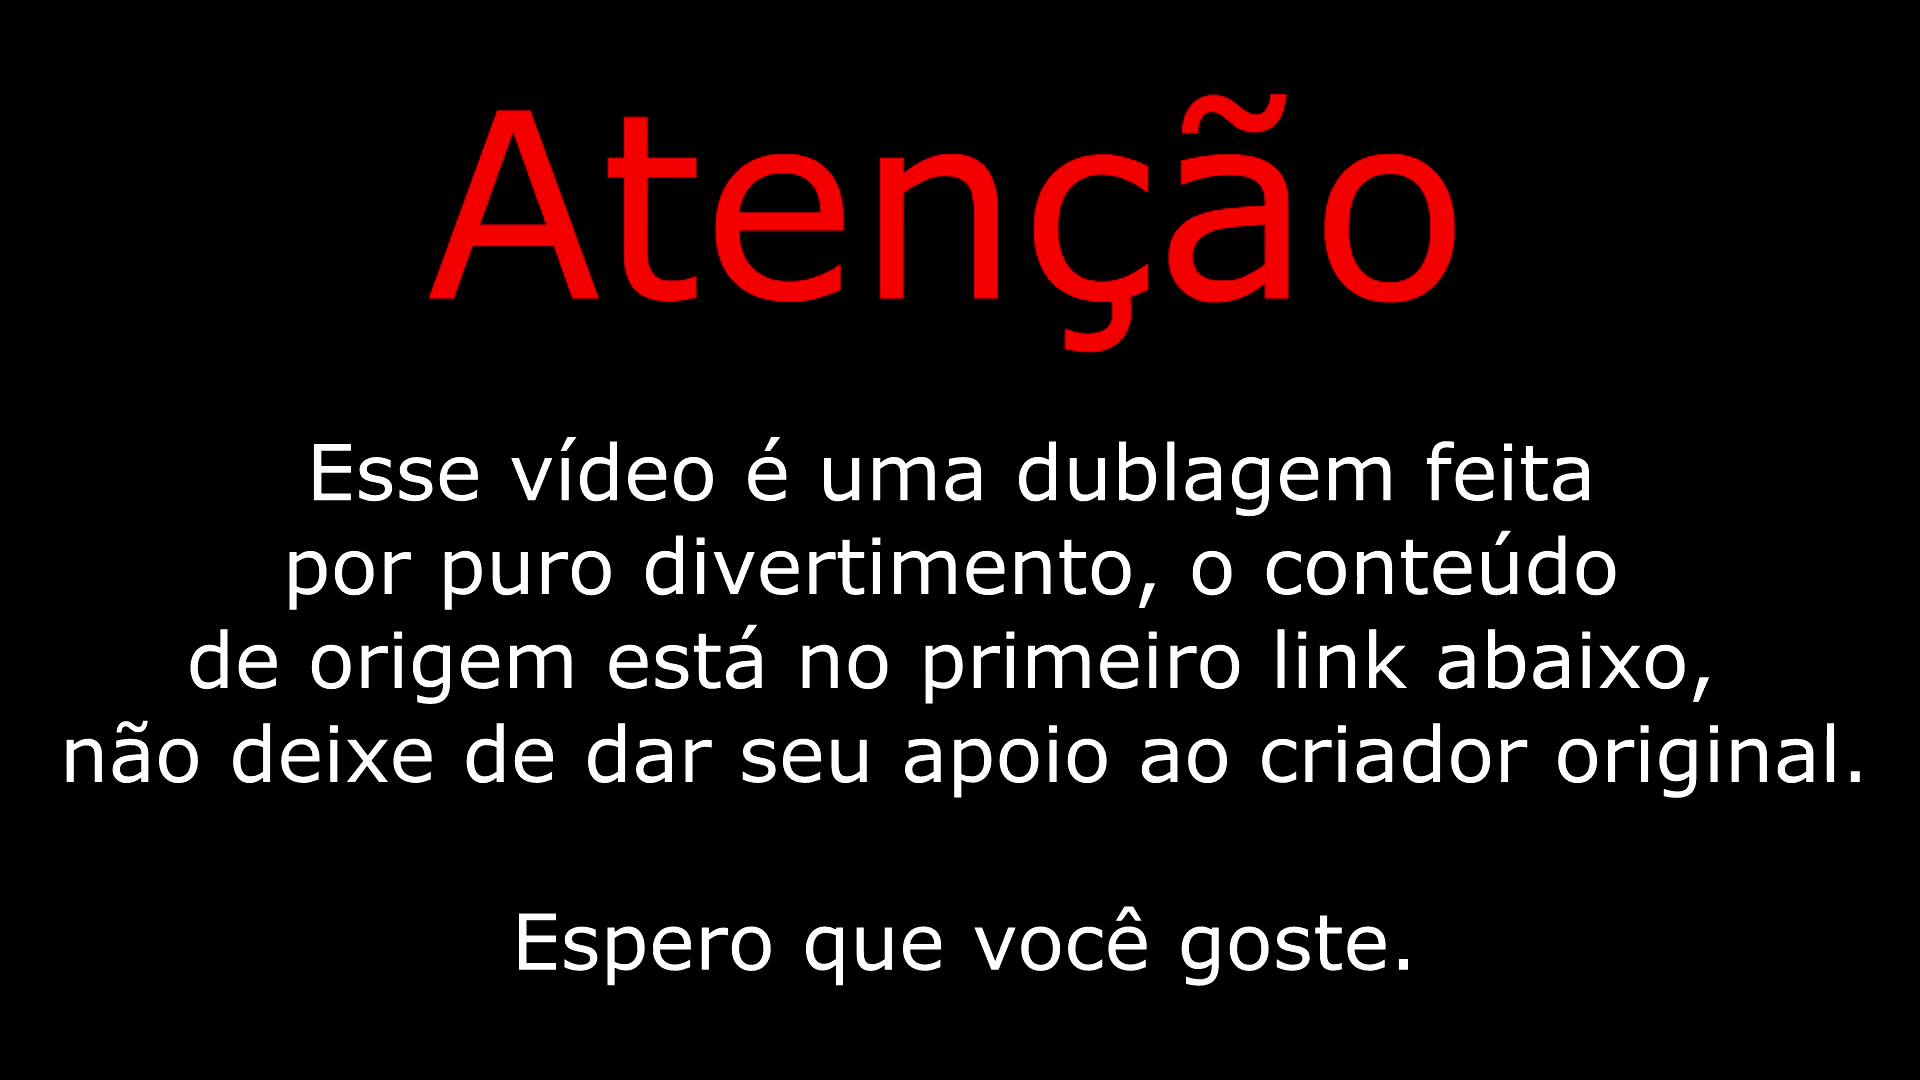 Atenção
Esse vídeo é uma dublagem feita
por puro divertimento, o conteúdo
de origem está no primeiro link abaixo,
não deixe de dar seu apoio ao criador original.
Espero que você goste.